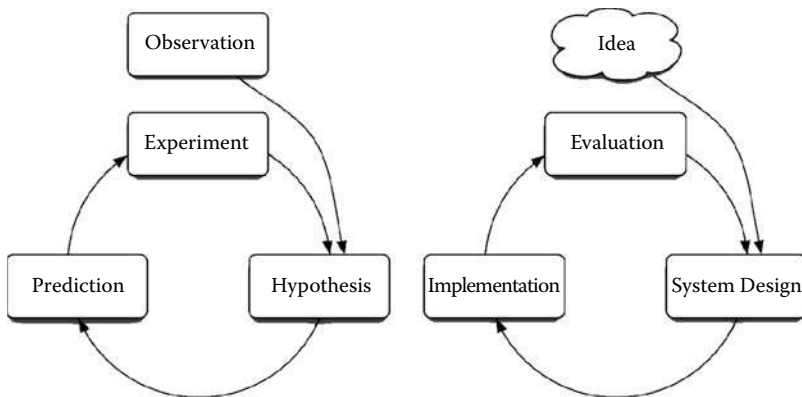 Observation
Idea
Experiment
Evaluation
Prediction
Hypothesis
Implementation
System Design